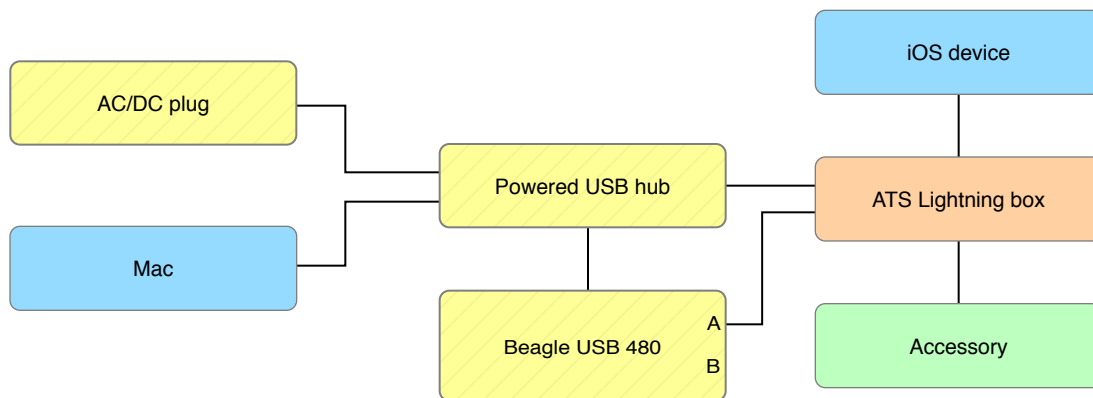 iOS device
AC/DC plug
Powered USB hub
ATS Lightning box
Mac
A
Beagle USB 480
B
Accessory